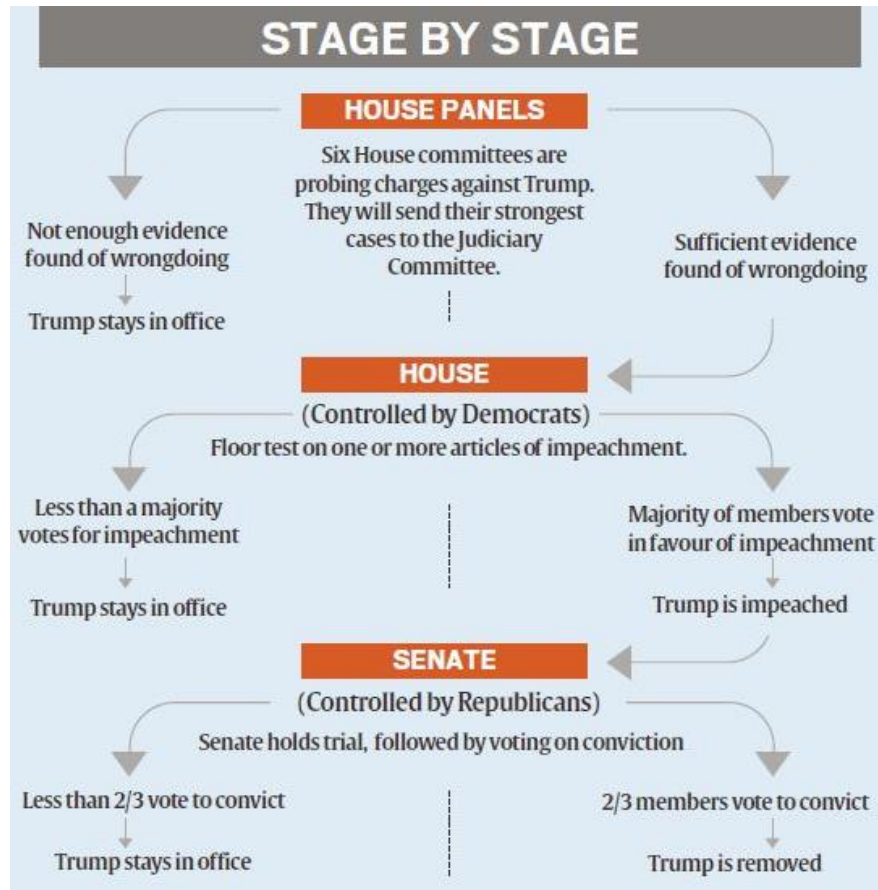 STAGE BY STAGE
HOUSE PANELS
Six House committees are
probing charges against Trump.
They will send their strongest
cases to the Judiciary
Committee.
Not enough evidence
found of wrongdoing
Trump stays in office
Sufficient evidence
found of wrongdoing
HOUSE
(Controlled by Democrats)
Floor test on one or more articles of impeachment.
Less than a majority
votes for impeachment
Trump stays in office
Majority of members vote
in favour of impeachment
Trump is impeached
SENATE
(Controlled by Republicans)
Senate holds trial, followed by voting on conviction
Less than 2/3 vote to convict
Trump stays in office
2/3 members vote to convict
Trump is removed